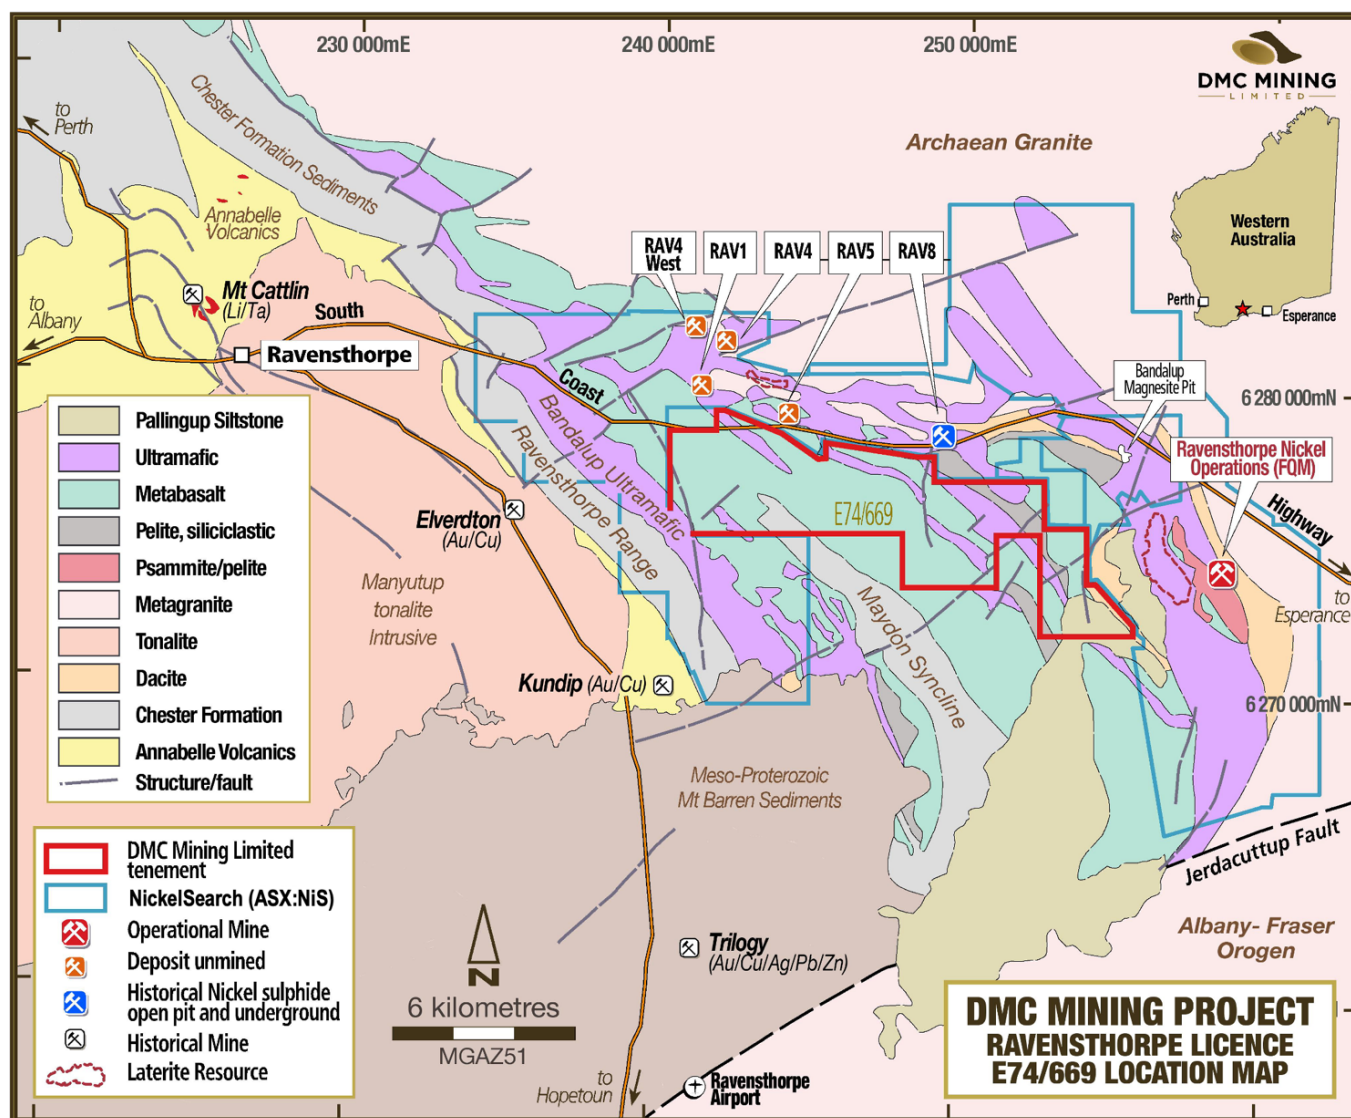 230 000mE
240 000mE
250 000mE
DMC MINING
LIMITED
to
Perth
Chester Formation Sediments
Archaean Granite
Annabelle
Volcanics
Western
Australia
RAV4
West
RAV1
RAV4
RAV5
RAV8
Mt Cattlin
(Li/Ta)
to
Albany
South
Perth
Esperance
Ravensthorpe
Coast
Bandalup
Magnesite Pit
6 280 000mN
Bandalup Ultramafic
Ravensthorpe Range
Ravensthorpe Nickel
Operations (FQM)
Highway
E74/669
Elverdton
(Au/Cu)
Manyutup
tonalite
Intrusive
Maydon Syncline
to
Esperance
Kundip (Au/Cu)
6 270 000mN
Meso-Proterozoic
Mt Barren Sediments
Jerdacuttup Fault
Albany- Fraser
Orogen
Trilogy
(Au/Cu/Ag/Pb/Zn)
Pallingup Siltstone
Ultramafic
Metabasalt
Pelite, siliciclastic
Psammite/pelite
Metagranite
Tonalite
Dacite
Chester Formation
Annabelle Volcanics
Structure/fault
DMC Mining Limited
tenement
NickelSearch (ASX:NiS)
Operational Mine
Deposit unmined
Historical Nickel sulphide
open pit and underground
Historical Mine
Laterite Resource
N
6 kilometres
MGAZ51
to
Hopetoun
Ravensthorpe
Airport
DMC MINING PROJECT
RAVENSTHORPE LICENCE
E74/669 LOCATION MAP